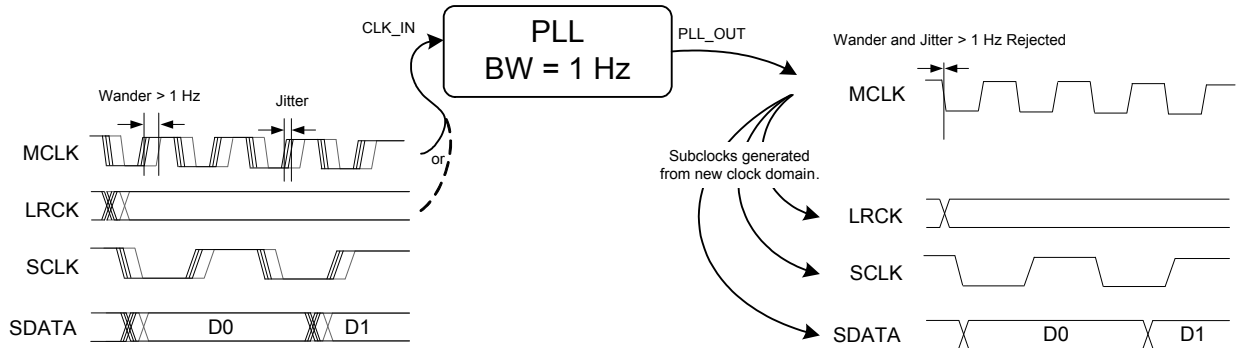 Wander > 1 Hz
Jitter
MCLK
LRCK
SCLK
SDATA
D0
D1
CLK_IN
or
PLL
BW = 1 Hz
PLL_OUT
Subclocks generated
from new clock domain.
Wander and Jitter > 1 Hz Rejected
MCLK
LRCK
SCLK
SDATA
D0
D1